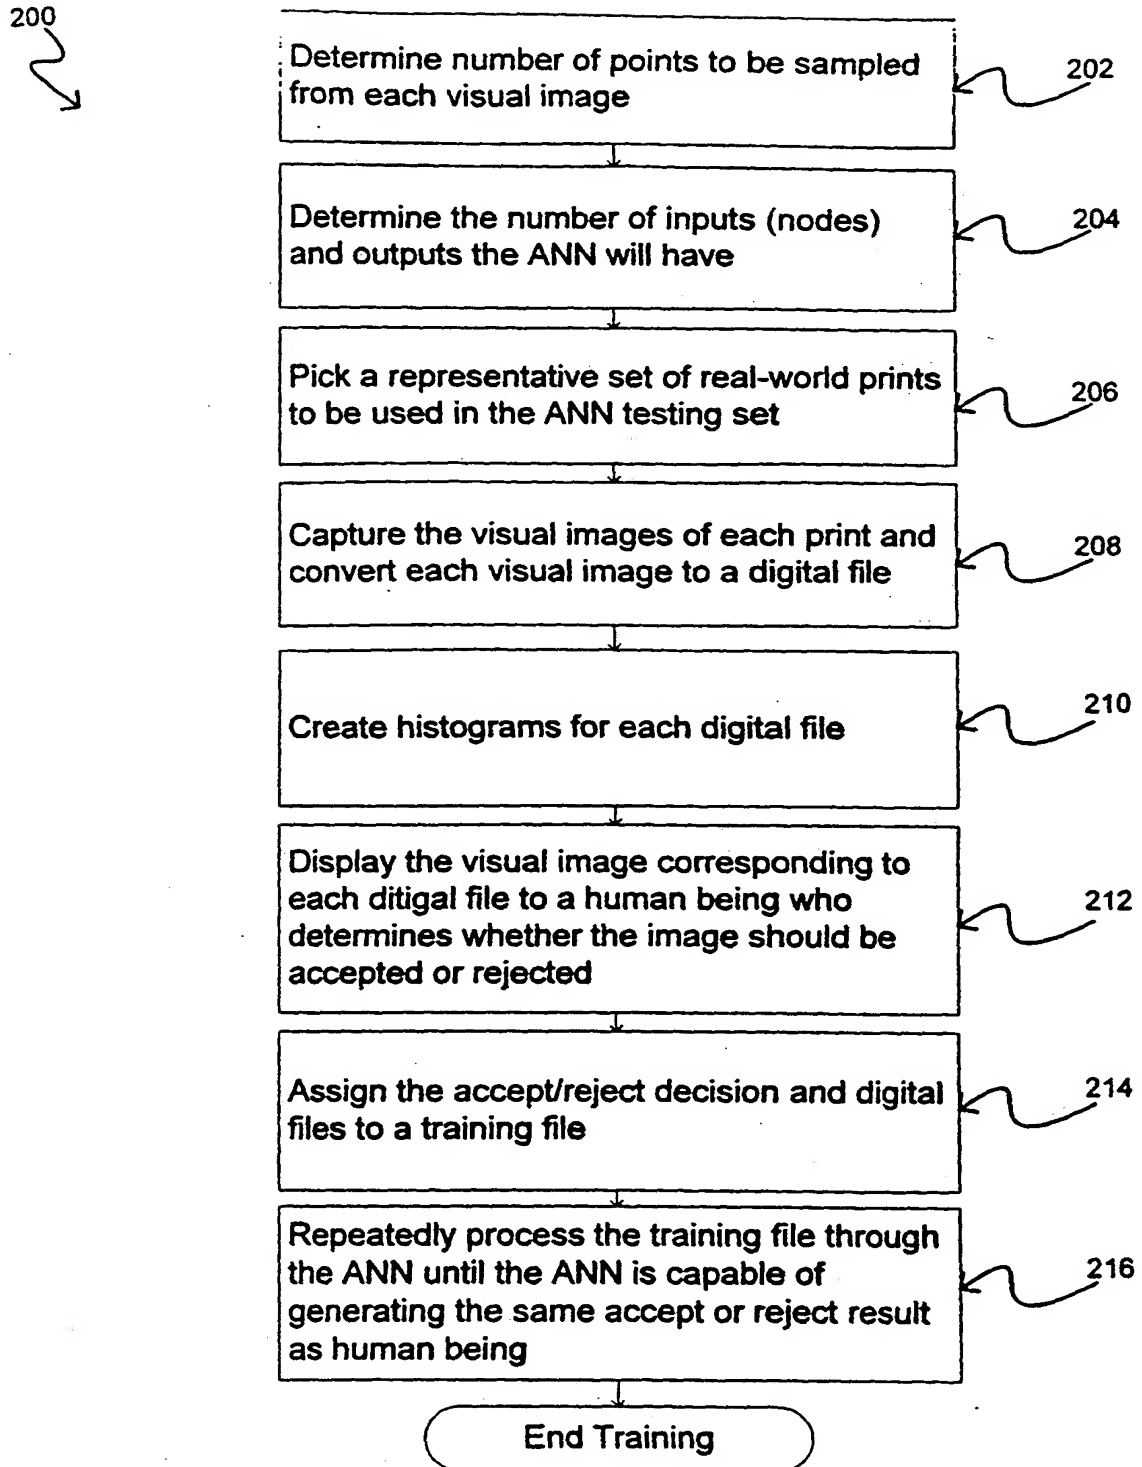 200
Determine number of points to be sampled
from each visual image
202
Determine the number of inputs (nodes)
and outputs the ANN will have
204
Pick a representative set of real-world prints
to be used in the ANN testing set
206
Capture the visual images of each print and
convert each visual image to a digital file
208
Create histograms for each digital file
210
Display the visual image corresponding to
each ditigal file to a human being who
determines whether the image should be
accepted or rejected
212
Assign the accept/reject decision and digital
files to a training file
214
Repeatedly process the training file through
the ANN until the ANN is capable of
generating the same accept or reject result
as human being
216
End Training